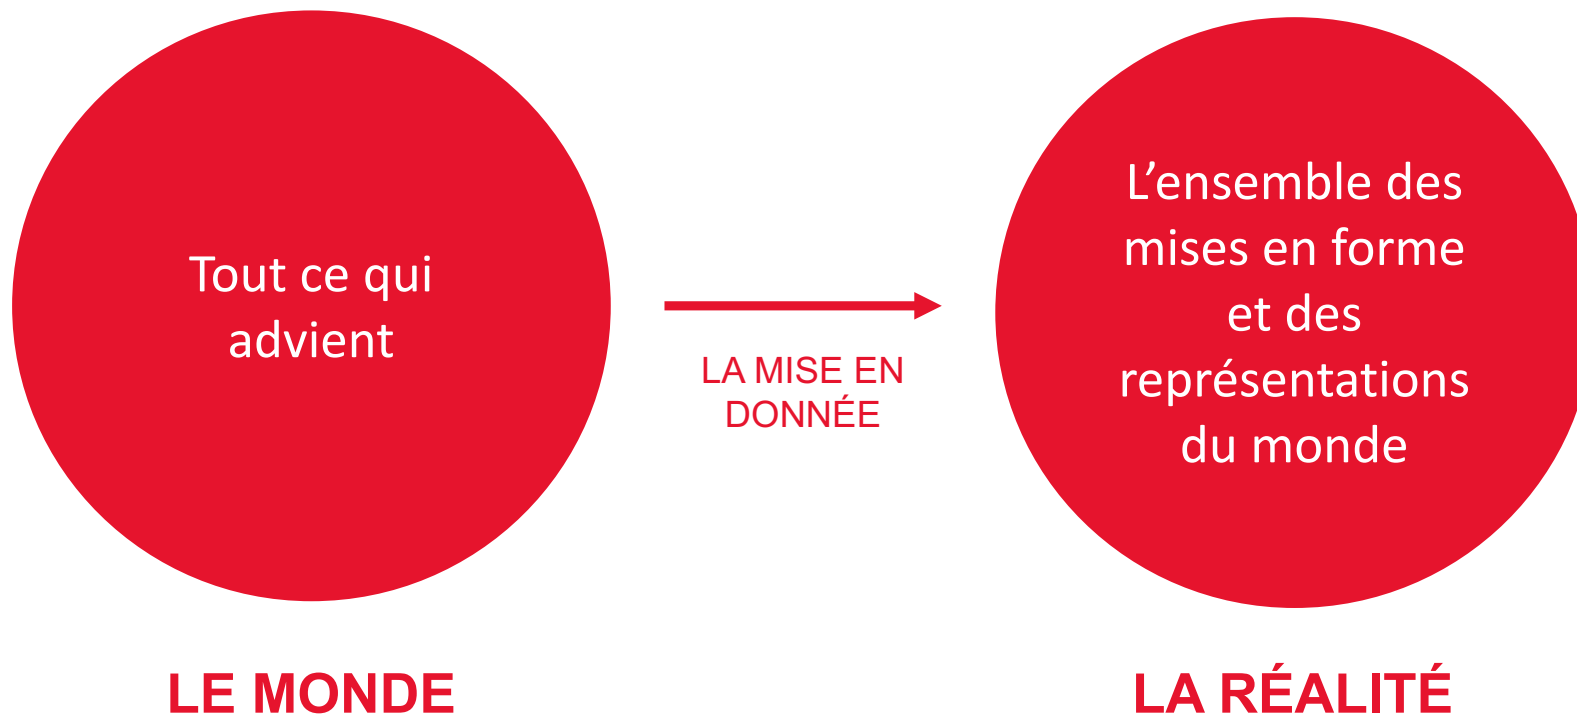 Tout ce qui
advient
LA MISE EN
DONNÉE
L’ensemble des
mises en forme
et des
représentations
du monde
LE MONDE
LA RÉALITÉ